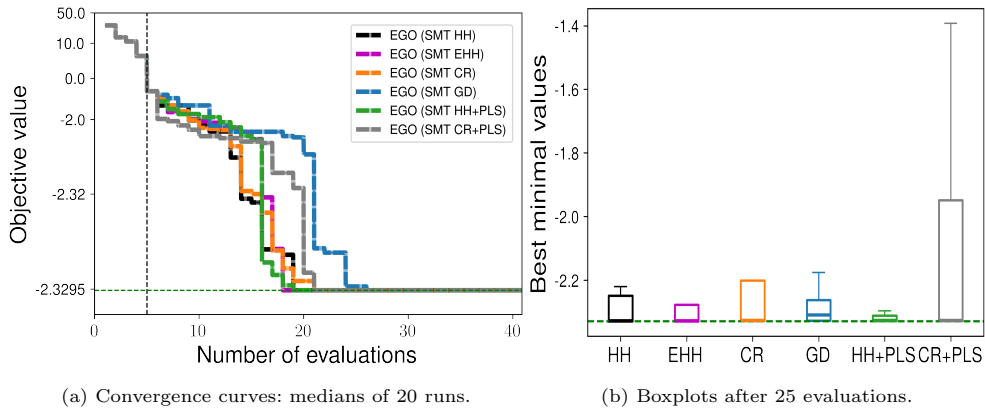 50.0
10.0
0.0
-2.0
-2.32
-2.3295
Objective value
0
10
20
30
40
Number of evaluations
EGO (SMT HH)
EGO (SMT EHH)
EGO (SMT CR)
EGO (SMT GD)
EGO (SMT HH+PLS)
EGO (SMT CR+PLS)
(a) Convergence curves: medians of 20 runs.
-1.4
-1.6
-1.8
-2.0
-2.2
Best minimal values
HH
EHH
CR
GD
HH+PLS
CR+PLS
(b) Boxplots after 25 evaluations.